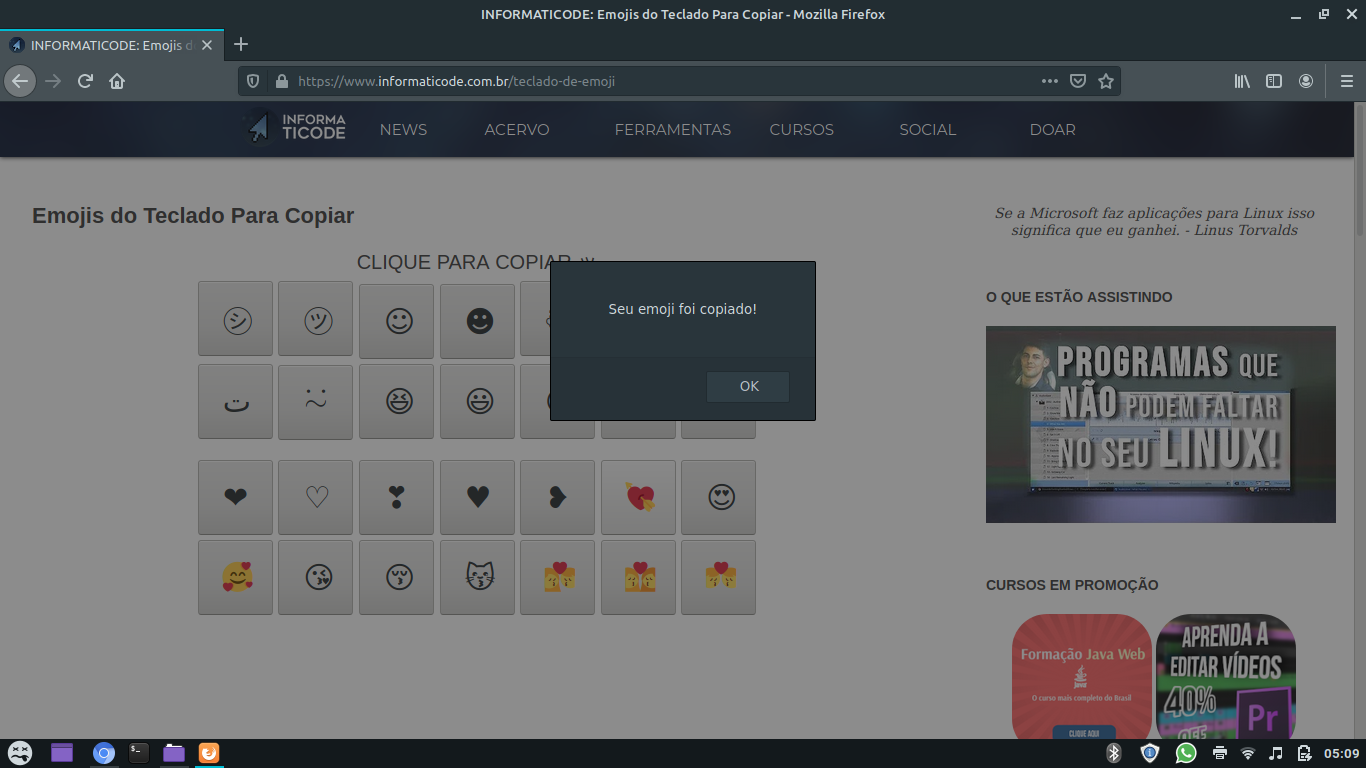 INFORMATICODE: Emojis do Teclado Para Copiar - Mozilla Firefox
INFORMATICODE: Emojis d
https://www.informaticode.com.br/teclado-de-emoji
INFORMA
TICODE
NEWS
ACERVO
FERRAMENTAS
CURSOS
SOCIAL
DOAR
Emojis do Teclado Para Copiar
CLIQUE PARA COPIAR
Seu emoji foi copiado!
OK
シ
ツ
ت
Se a Microsoft faz aplicações para Linux isso
significa que eu ganhei. - Linus Torvalds
O QUE ESTÃO ASSISTINDO
PROGRAMAS QUE
NÃO PODEM FALTAR
NO SEU LINUX!
CURSOS EM PROMOÇÃO
Formação Java Web
O curso mais completo do Brasil
CLIQUE AQUI
APRENDA A
EDITAR VÍDEOS
40%
OFF
Pr
05:09